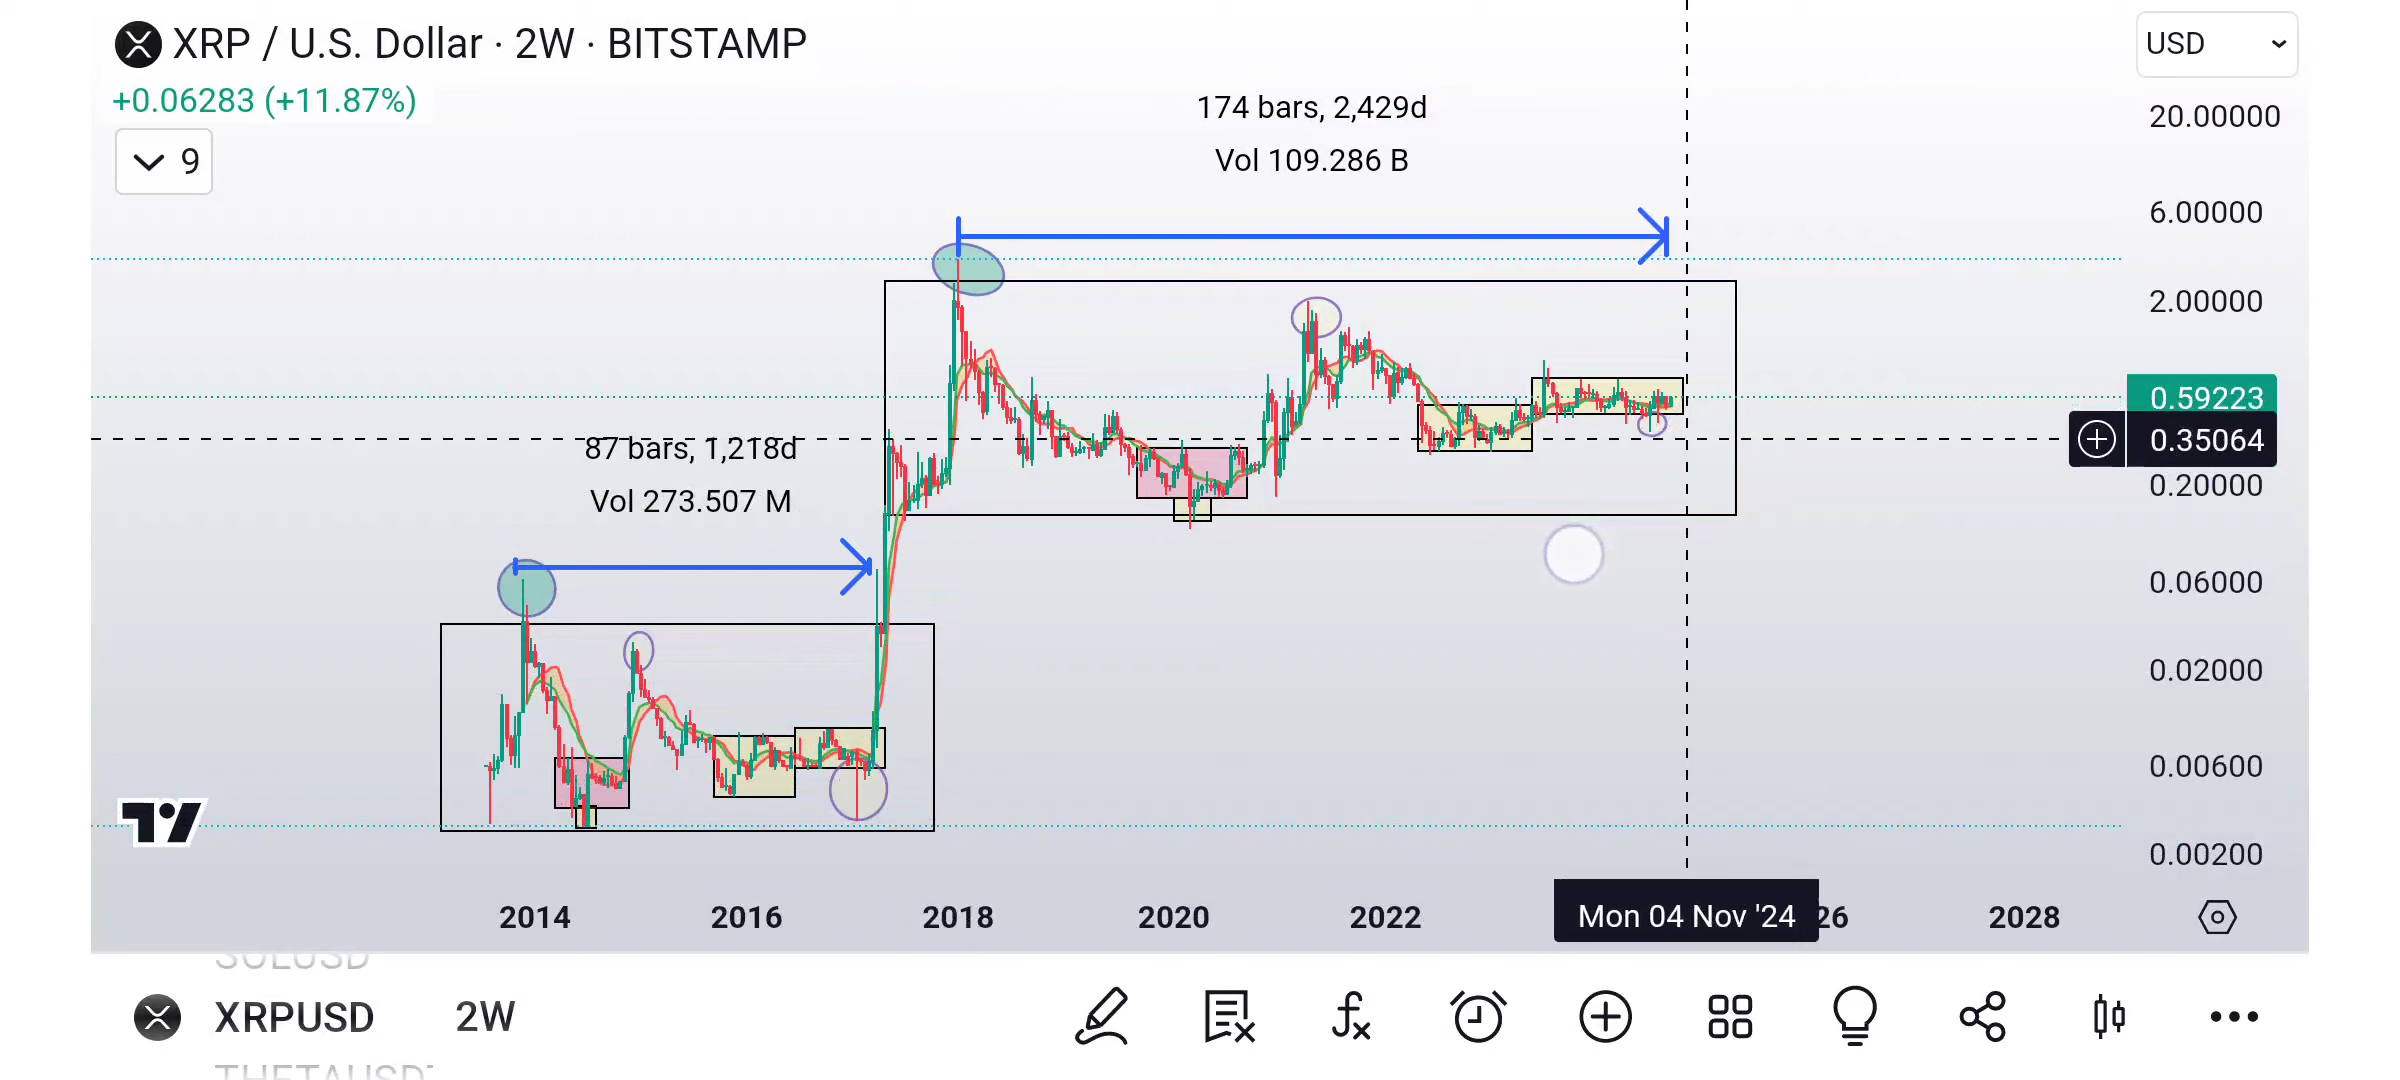 XRP / U.S. Dollar · 2W · BITSTAMP
USD
+0.06283 (+11.87%)
9
174 bars, 2,429d
Vol 109.286 B
87 bars, 1,218d
Vol 273.507 M
20.00000
6.00000
2.00000
0.59223
0.35064
0.20000
0.06000
0.02000
0.00600
0.00200
2014
2016
2018
2020
2022
Mon 04 Nov '24
26
2028
SOLUSD
XRPUSD
2W
THETAUSDT